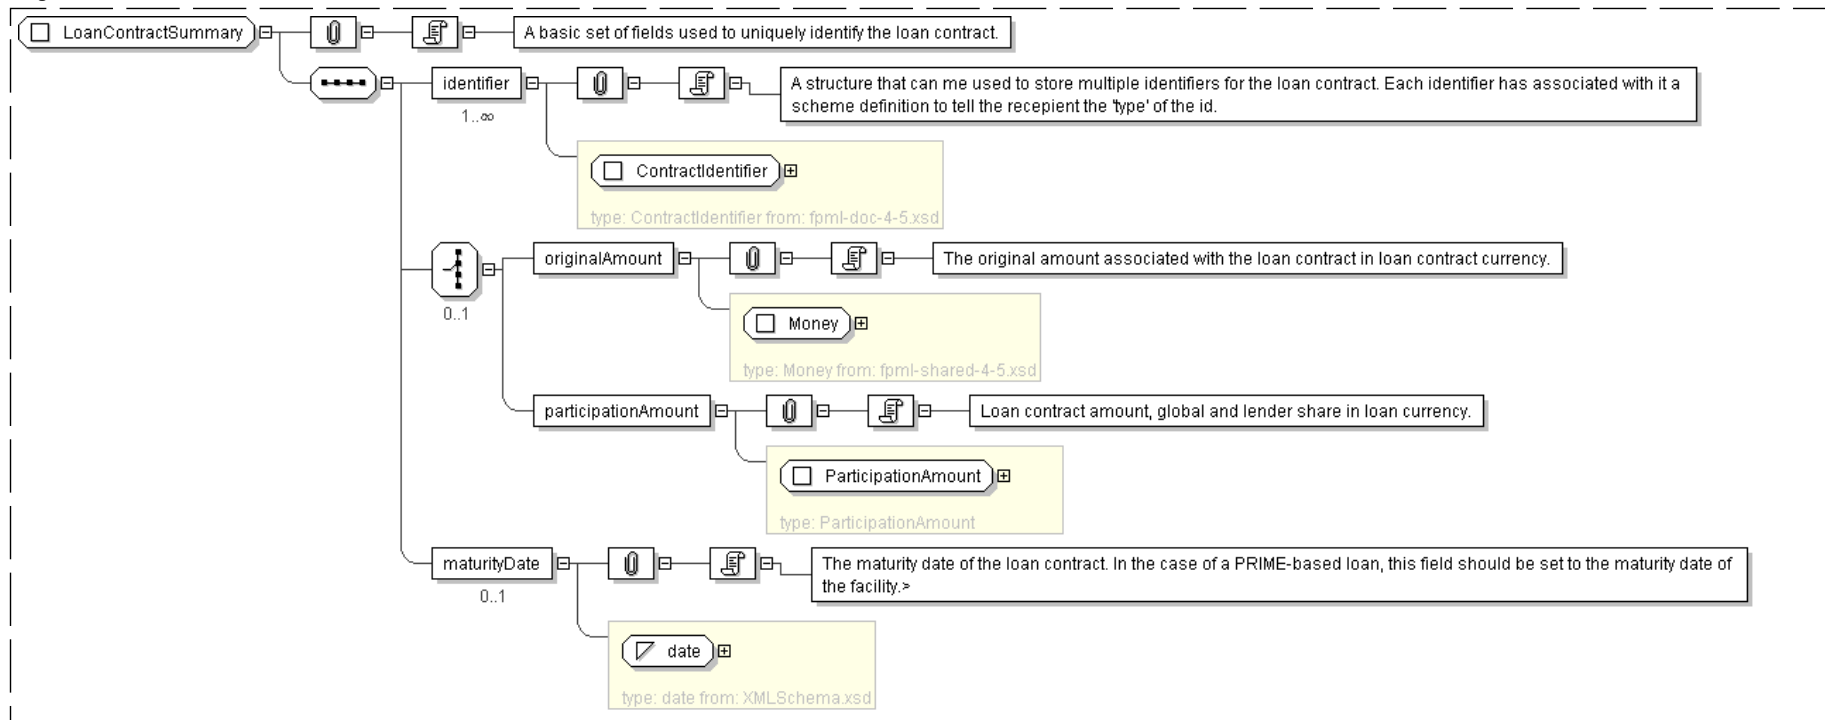 LoanContractSummary
A basic set of fields used to uniquely identify the loan contract.
identifier
1..∞
A structure that can me used to store multiple identifiers for the loan contract. Each identifier has associated with it a
scheme definition to tell the recepient the 'type' of the id.
ContractIdentifier
type: ContractIdentifier from: fpml-doc-4-5.xsd
0..1
originalAmount
The original amount associated with the loan contract in loan contract currency.
Money
type: Money from: fpml-shared-4-5.xsd
participationAmount
Loan contract amount, global and lender share in loan currency.
ParticipationAmount
type: ParticipationAmount
maturityDate
0..1
The maturity date of the loan contract. In the case of a PRIME-based loan, this field should be set to the maturity date of
the facility.>
date
type: date from: XMLSchema.xsd